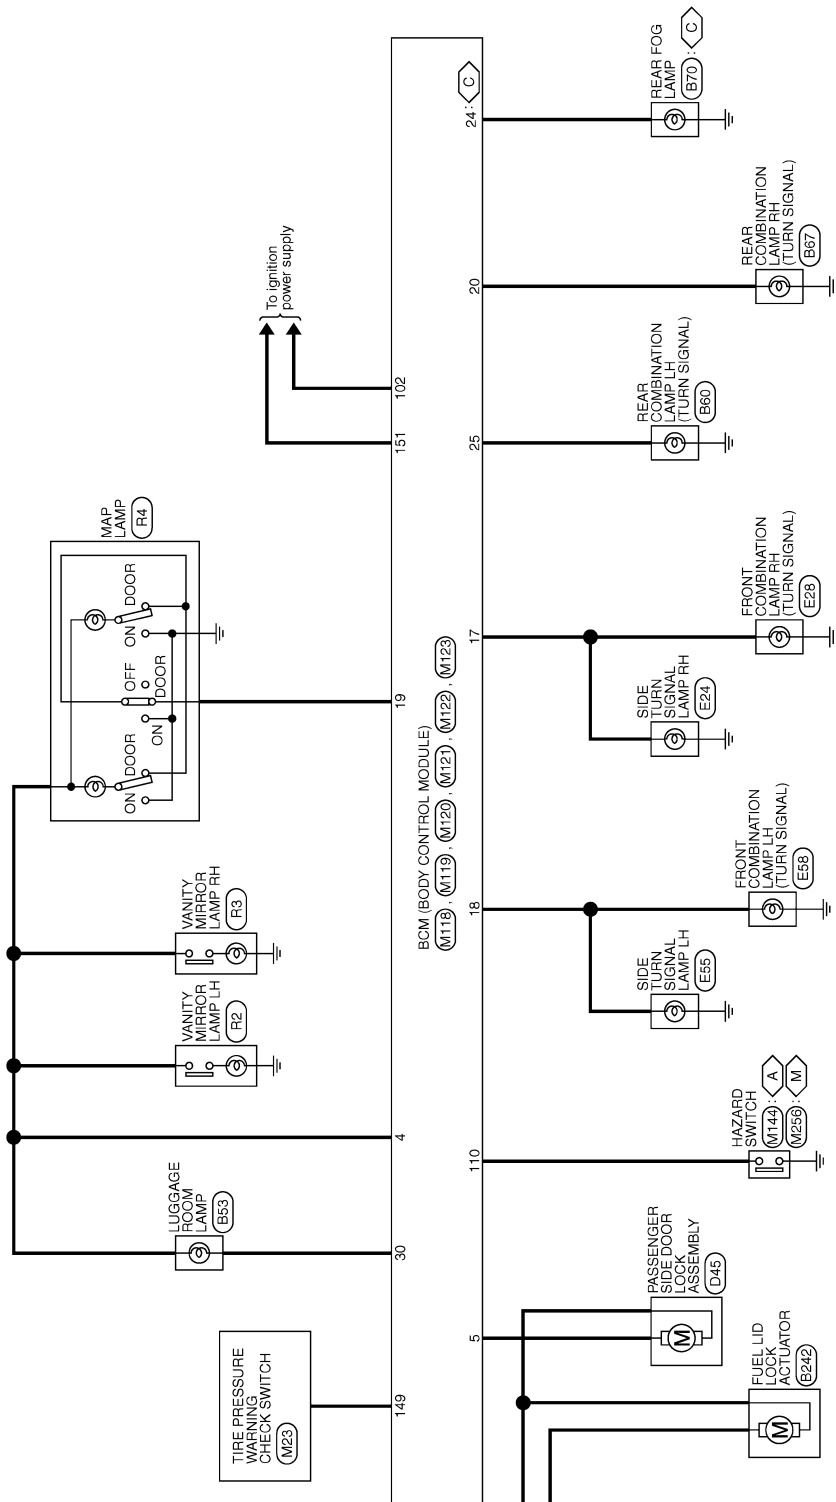 REAR FOG
LAMP
B70 : C
24: C
REAR
COMBINATION
LAMP RH
(TURN SIGNAL)
B67
20
To ignition
power supply
102
151
REAR
COMBINATION
LAMP LH
(TURN SIGNAL)
B60
25
MAP
LAMP
R4
DOOR
ON
OFF
DOOR
ON
DOOR
ON
19
FRONT
COMBINATION
LAMP RH
(TURN SIGNAL)
E28
17
SIDE
TURN
SIGNAL
LAMP RH
E24
BCM (BODY CONTROL MODULE)
M118 , M119 , M120 , M121 , M122 , M123
FRONT
COMBINATION
LAMP LH
(TURN SIGNAL)
E58
18
SIDE
TURN
SIGNAL
LAMP LH
E55
VANITY
MIRROR
LAMP RH
R3
VANITY
MIRROR
LAMP LH
R2
4
HAZARD
SWITCH
M144 : A
M256 : M
110
LUGGAGE
ROOM
LAMP
B53
30
PASSENGER
SIDE DOOR
LOCK
ASSEMBLY
D45
M
5
TIRE PRESSURE
WARNING
CHECK SWITCH
M23
149
FUEL LID
LOCK
ACTUATOR
B242
M